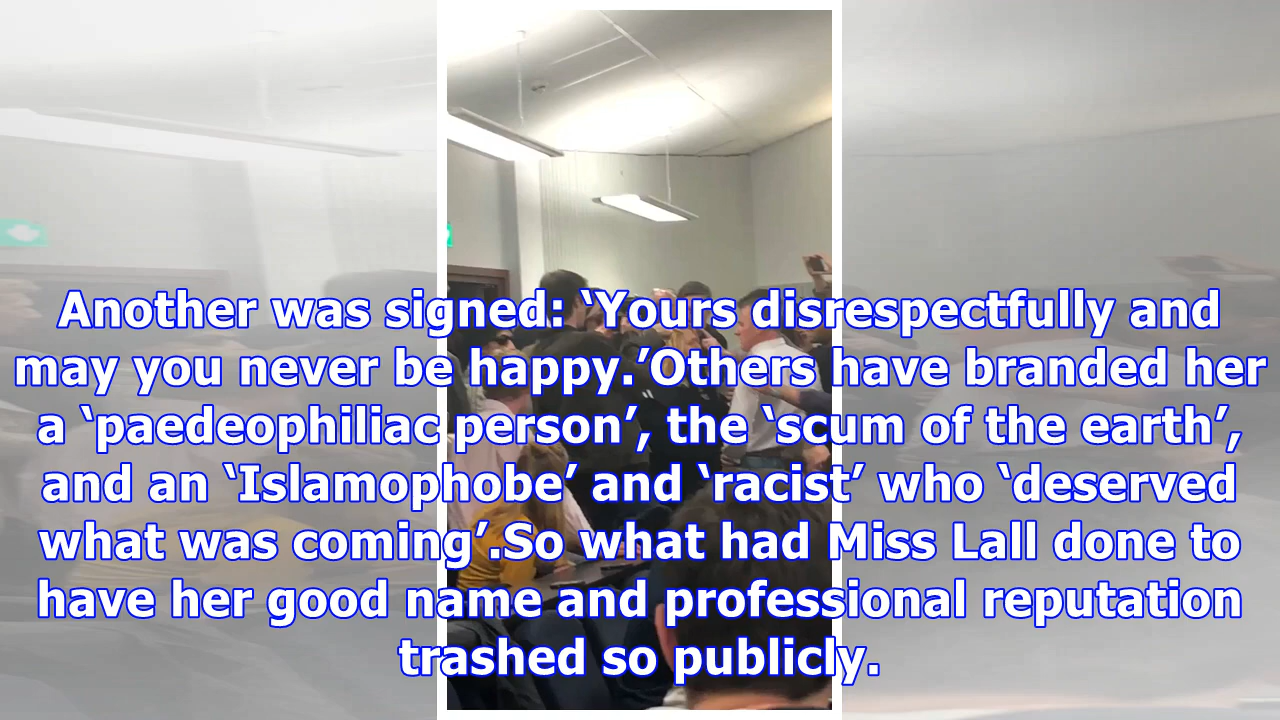 Another was signed: ‘Yours disrespectfully and
may you never be happy.’Others have branded her
a ‘paedeophiliac person’, the ‘scum of the earth’,
and an ‘Islamophobe’ and ‘racist’ who ‘deserved
what was coming’.So what had Miss Lall done to
have her good name and professional reputation
trashed so publicly.